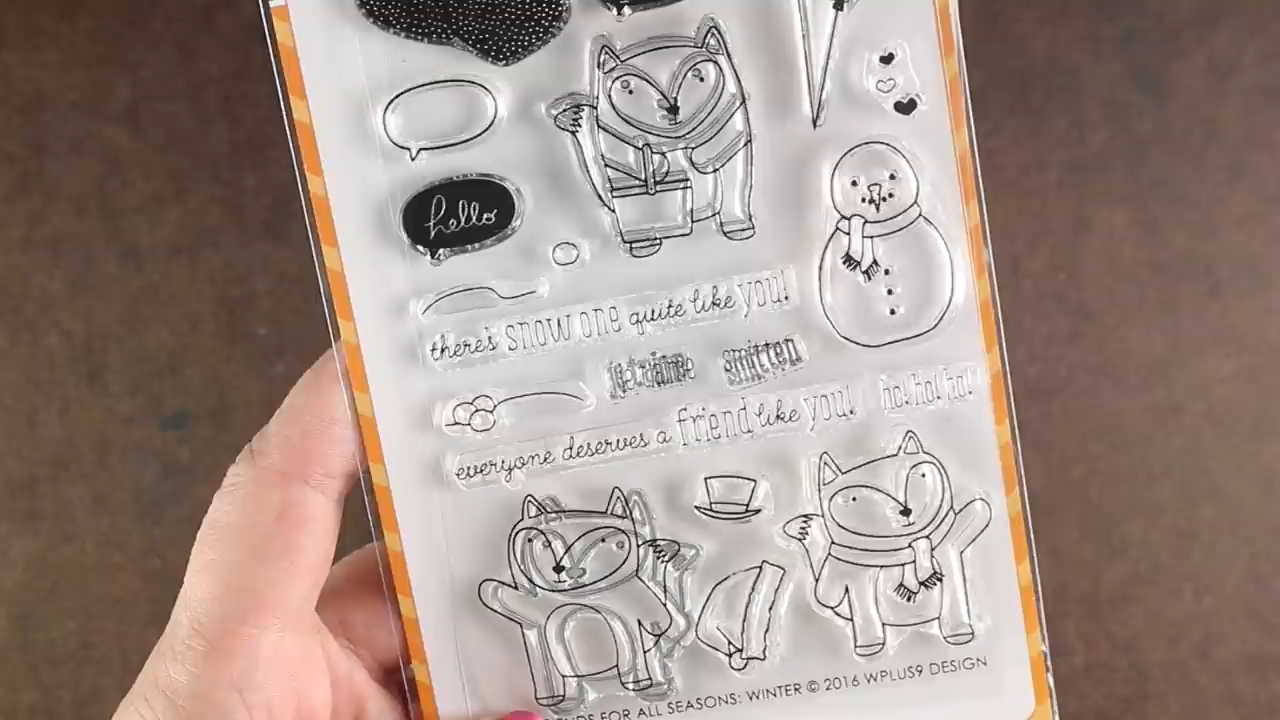 hello
there's snow one quite like you!
je t'aime smitten
everyone deserves a friend like you! ho! ho! ho!
FOR ALL SEASONS: WINTER © 2016 WPLUS9 DESIGN